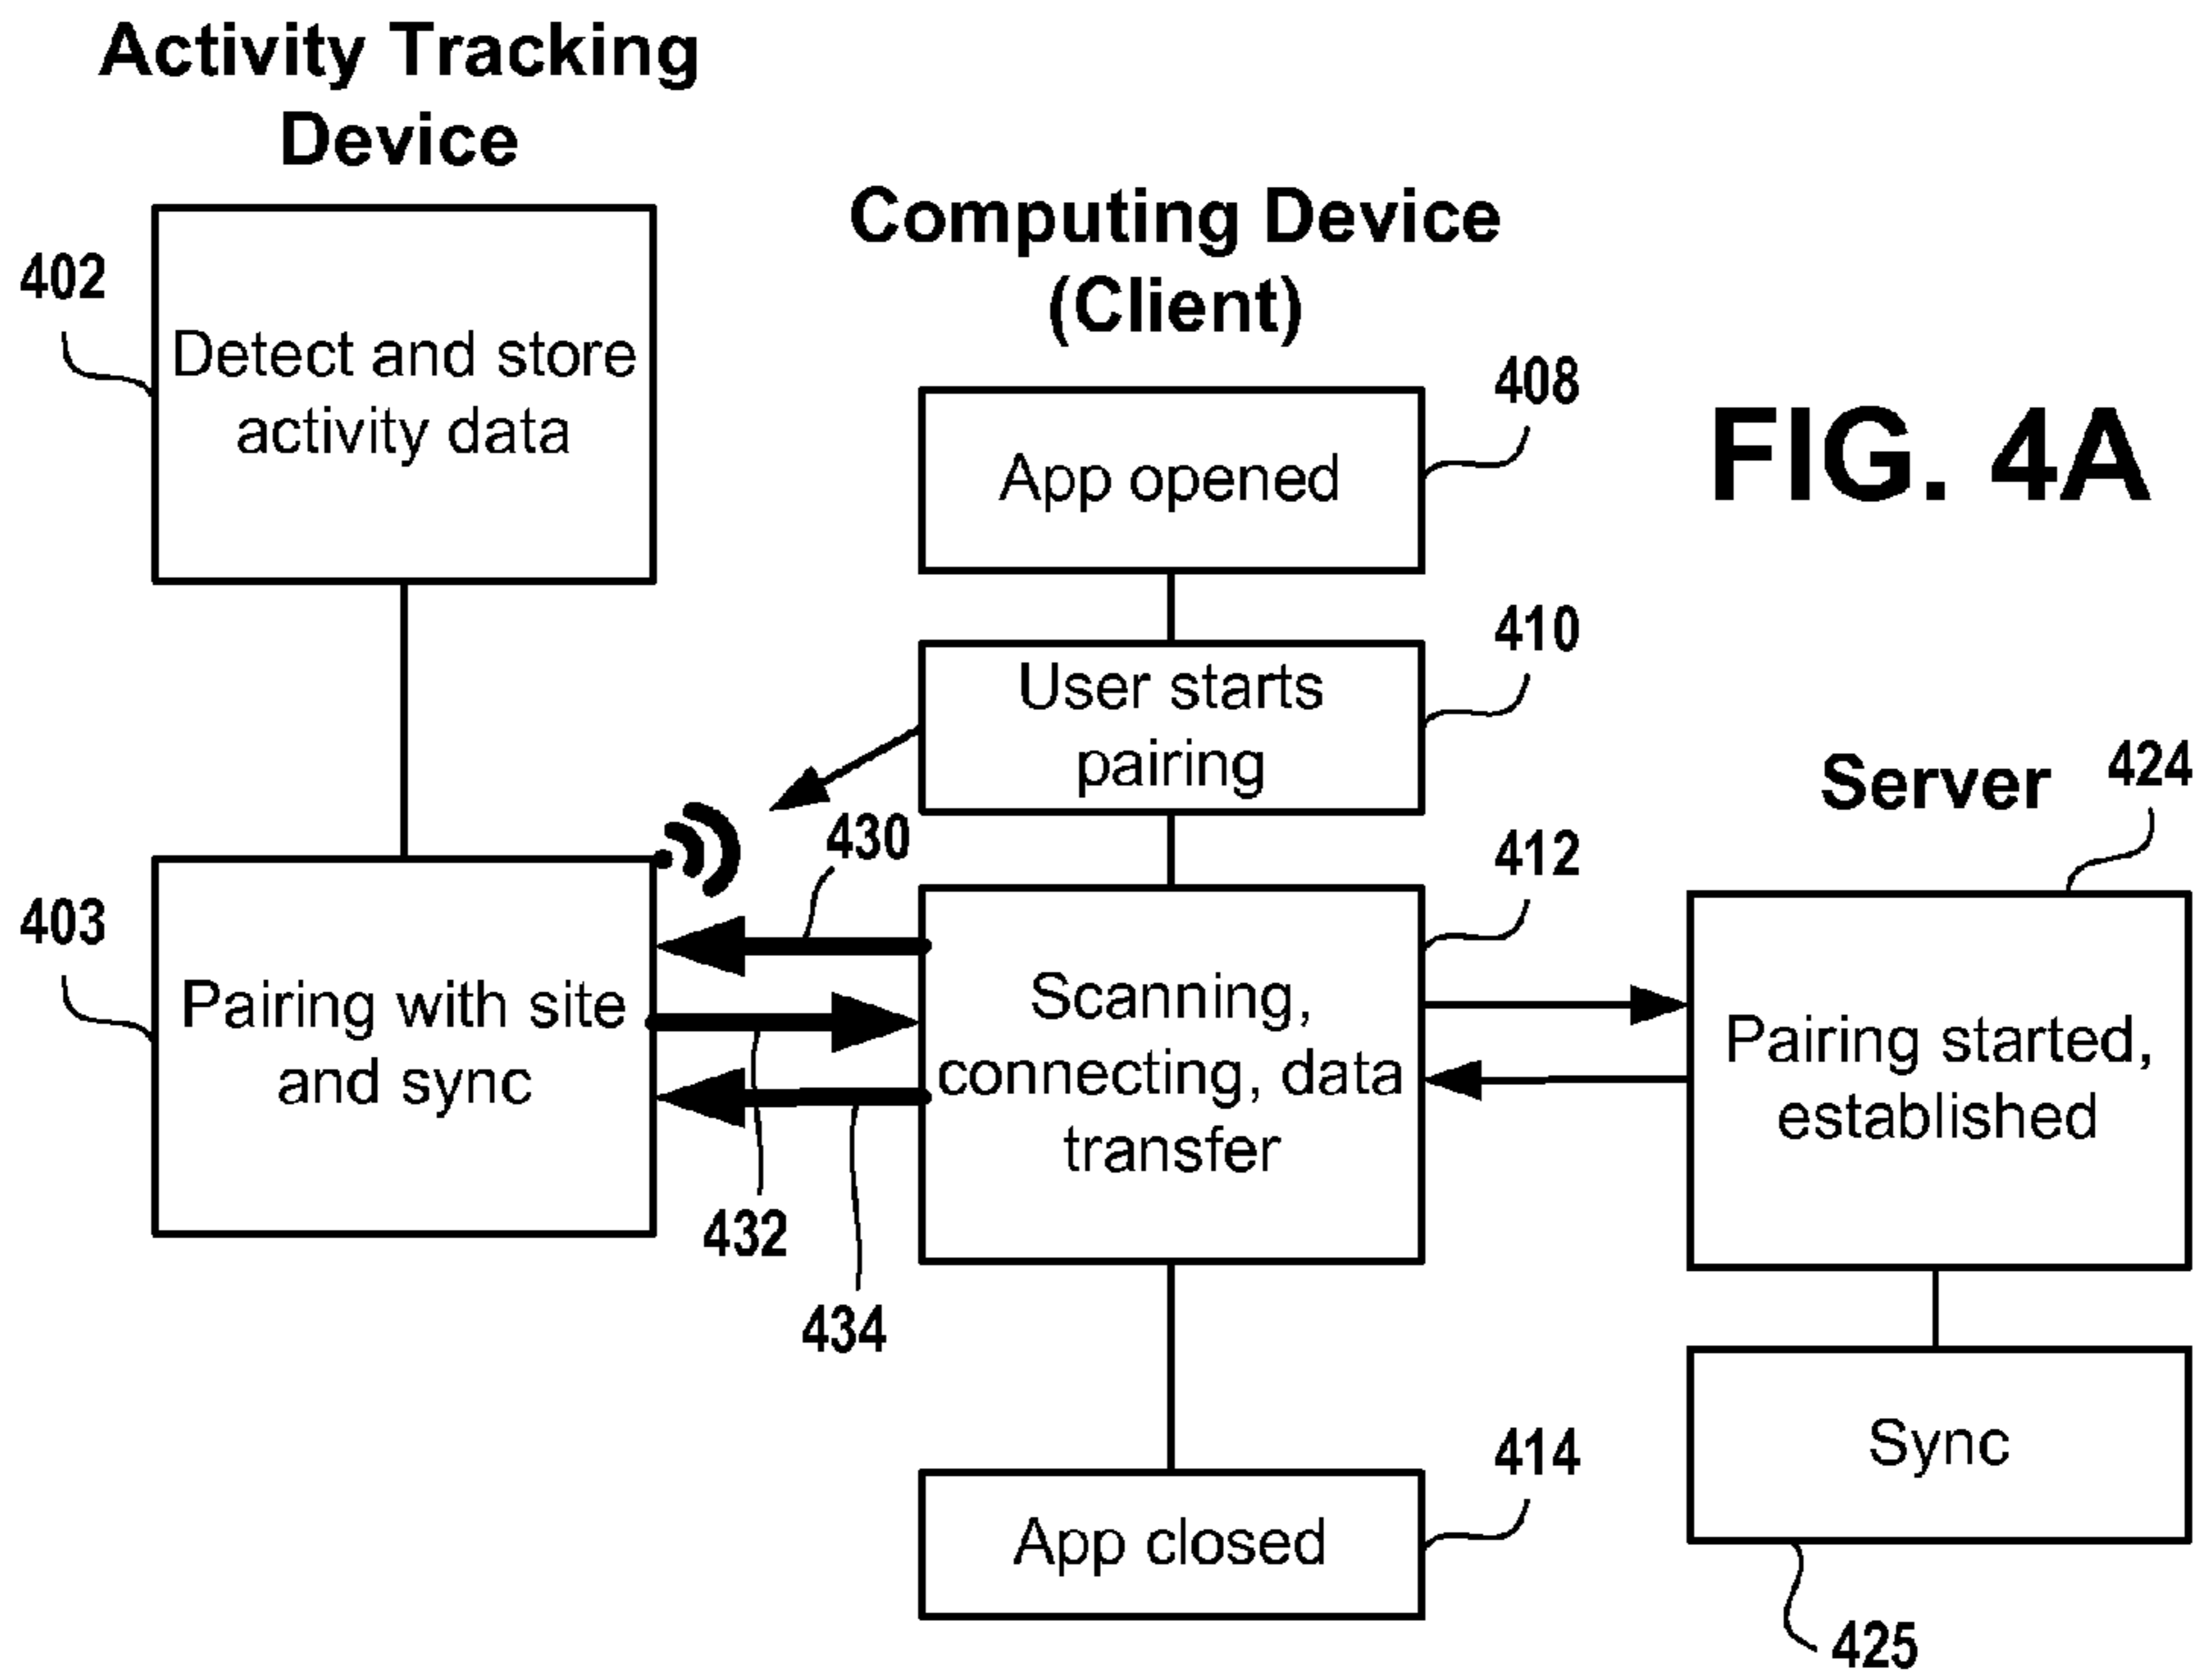 Activity Tracking
Device
402
Detect and store
activity data
403
Pairing with site
and sync
Computing Device
(Client)
408
App opened
410
User starts
pairing
430
412
Scanning,
connecting, data
transfer
432
434
414
App closed
FIG. 4A
Server
424
Pairing started,
established
Sync
425